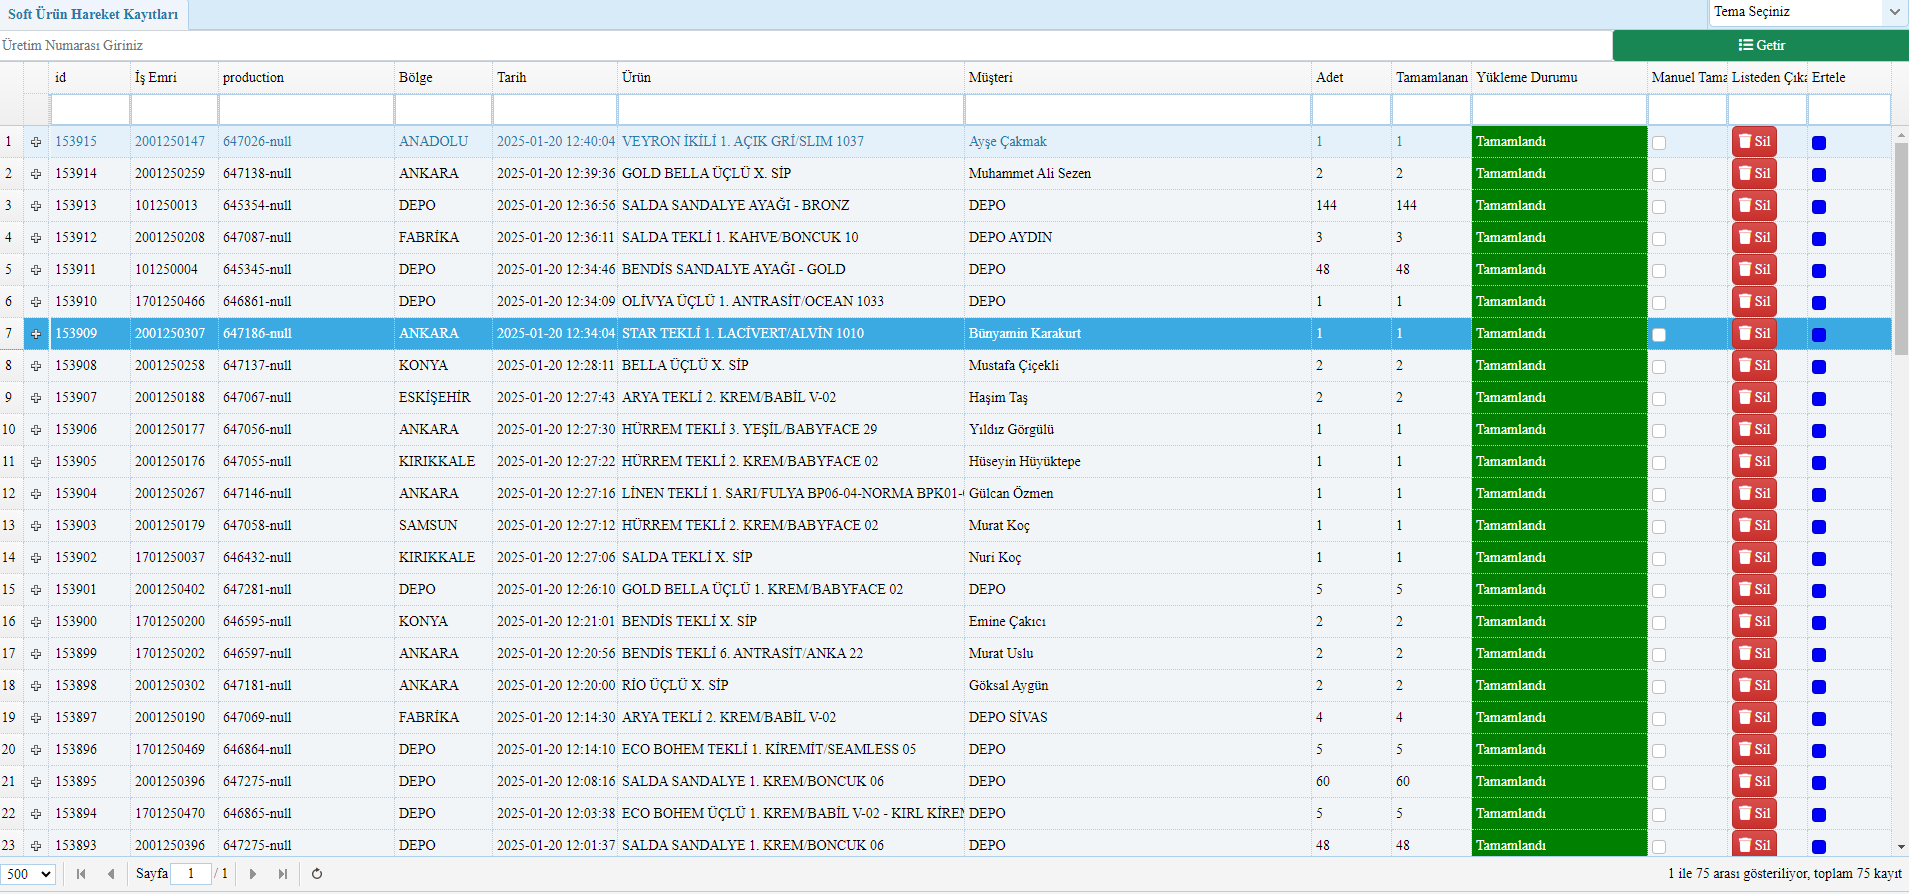 Soft Ürün Hareket Kayıtları Tema Seçiniz
Üretim Numarası Giriniz Getir
id İş Emri production Bölge Tarih Ürün Müşteri Adet Tamamlanan Yükleme Durumu Manuel Tama Listeden Çıka Ertele
1 153915 2001250147 647026-null ANADOLU 2025-01-20 12:40:04 VEYRON İKİLİ 1. AÇIK GRİ/SLIM 1037 Ayşe Çakmak 1 1 Tamamlandı Sil
2 153914 2001250259 647138-null ANKARA 2025-01-20 12:39:36 GOLD BELLA ÜÇLÜ X. SİP Muhammet Ali Sezen 2 2 Tamamlandı Sil
3 153913 101250013 645354-null DEPO 2025-01-20 12:36:56 SALDA SANDALYE AYAĞI - BRONZ DEPO 144 144 Tamamlandı Sil
4 153912 2001250208 647087-null FABRİKA 2025-01-20 12:36:11 SALDA TEKLİ 1. KAHVE/BONCUK 10 DEPO AYDIN 3 3 Tamamlandı Sil
5 153911 101250004 645345-null DEPO 2025-01-20 12:34:46 BENDİS SANDALYE AYAĞI - GOLD DEPO 48 48 Tamamlandı Sil
6 153910 1701250466 646861-null DEPO 2025-01-20 12:34:09 OLİVYA ÜÇLÜ 1. ANTRASİT/OCEAN 1033 DEPO 1 1 Tamamlandı Sil
7 153909 2001250307 647186-null ANKARA 2025-01-20 12:34:04 STAR TEKLİ 1. LACİVERT/ALVİN 1010 Bünyamin Karakurt 1 1 Tamamlandı Sil
8 153908 2001250258 647137-null KONYA 2025-01-20 12:28:11 BELLA ÜÇLÜ X. SİP Mustafa Çiçekli 2 2 Tamamlandı Sil
9 153907 2001250188 647067-null ESKİŞEHİR 2025-01-20 12:27:43 ARYA TEKLİ 2. KREM/BABİL V-02 Haşim Taş 2 2 Tamamlandı Sil
10 153906 2001250177 647056-null ANKARA 2025-01-20 12:27:30 HÜRREM TEKLİ 3. YEŞİL/BABYFACE 29 Yıldız Görgülü 1 1 Tamamlandı Sil
11 153905 2001250176 647055-null KIRIKKALE 2025-01-20 12:27:22 HÜRREM TEKLİ 2. KREM/BABYFACE 02 Hüseyin Hüyüktepe 1 1 Tamamlandı Sil
12 153904 2001250267 647146-null ANKARA 2025-01-20 12:27:16 LİNEN TEKLİ 1. SARI/FULYA BP06-04-NORMA BPK01- Gülcan Özmen 1 1 Tamamlandı Sil
13 153903 2001250179 647058-null SAMSUN 2025-01-20 12:27:12 HÜRREM TEKLİ 2. KREM/BABYFACE 02 Murat Koç 1 1 Tamamlandı Sil
14 153902 1701250037 646432-null KIRIKKALE 2025-01-20 12:27:06 SALDA TEKLİ X. SİP Nuri Koç 1 1 Tamamlandı Sil
15 153901 2001250402 647281-null DEPO 2025-01-20 12:26:10 GOLD BELLA ÜÇLÜ 1. KREM/BABYFACE 02 DEPO 5 5 Tamamlandı Sil
16 153900 1701250200 646595-null KONYA 2025-01-20 12:21:01 BENDİS TEKLİ X. SİP Emine Çakıcı 2 2 Tamamlandı Sil
17 153899 1701250202 646597-null ANKARA 2025-01-20 12:20:56 BENDİS TEKLİ 6. ANTRASİT/ANKA 22 Murat Uslu 2 2 Tamamlandı Sil
18 153898 2001250302 647181-null ANKARA 2025-01-20 12:20:00 RİO ÜÇLÜ X. SİP Göksal Aygün 2 2 Tamamlandı Sil
19 153897 2001250190 647069-null FABRİKA 2025-01-20 12:14:30 ARYA TEKLİ 2. KREM/BABİL V-02 DEPO SİVAS 4 4 Tamamlandı Sil
20 153896 1701250469 646864-null DEPO 2025-01-20 12:14:10 ECO BOHEM TEKLİ 1. KİREMİT/SEAMLESS 05 DEPO 5 5 Tamamlandı Sil
21 153895 2001250396 647275-null DEPO 2025-01-20 12:08:16 SALDA SANDALYE 1. KREM/BONCUK 06 DEPO 60 60 Tamamlandı Sil
22 153894 1701250470 646865-null DEPO 2025-01-20 12:03:38 ECO BOHEM ÜÇLÜ 1. KREM/BABİL V-02 - KIRL KİREM DEPO 5 5 Tamamlandı Sil
23 153893 2001250396 647275-null DEPO 2025-01-20 12:01:37 SALDA SANDALYE 1. KREM/BONCUK 06 DEPO 48 48 Tamamlandı Sil
500 Sayfa 1 / 1 1 ile 75 arası gösteriliyor, toplam 75 kayıt